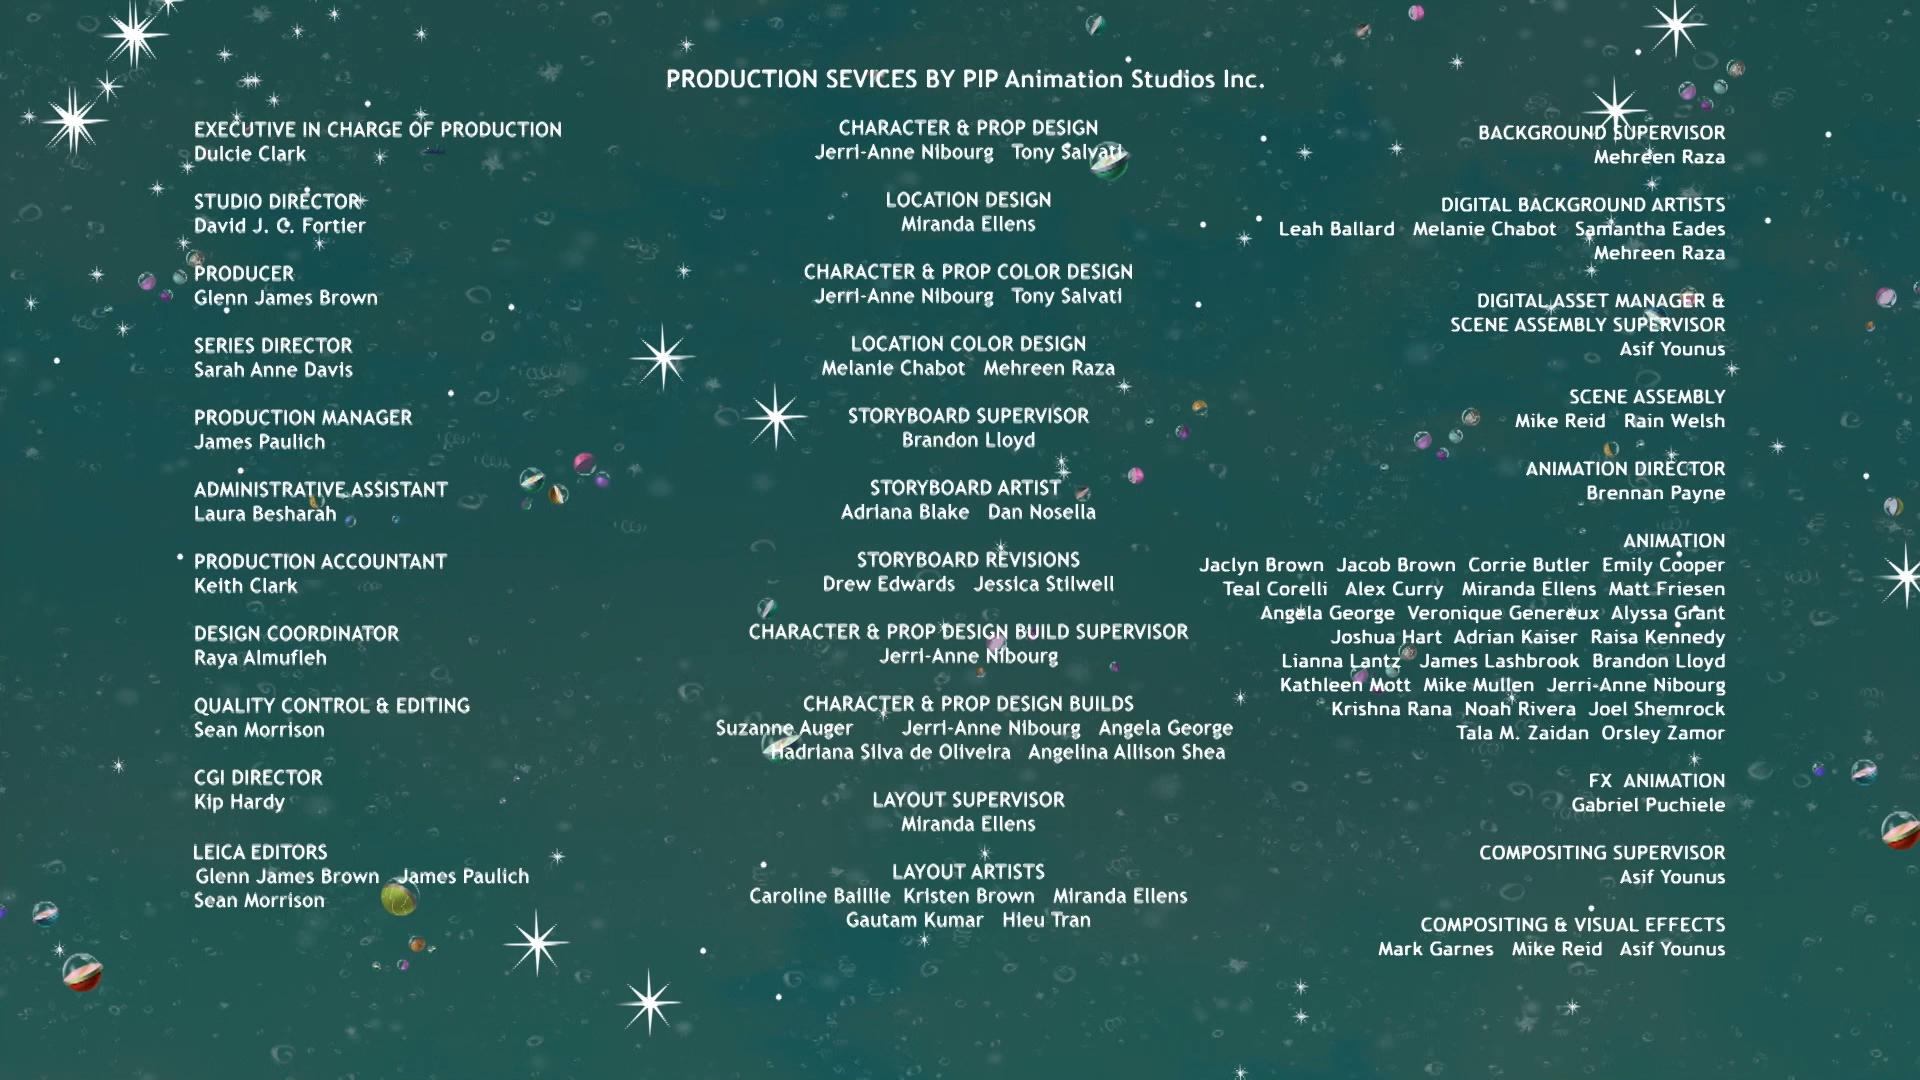 PRODUCTION SEVICES BY PIP Animation Studios Inc.
EXECUTIVE IN CHARGE OF PRODUCTION
Dulcie Clark
STUDIO DIRECTOR
David J. C. Fortier
PRODUCER
Glenn James Brown
SERIES DIRECTOR
Sarah Anne Davis
PRODUCTION MANAGER
James Paulich
ADMINISTRATIVE ASSISTANT
Laura Besharah
PRODUCTION ACCOUNTANT
Keith Clark
DESIGN COORDINATOR
Raya Almufleh
QUALITY CONTROL & EDITING
Sean Morrison
CGI DIRECTOR
Kip Hardy
LEICA EDITORS
Glenn James Brown James Paulich
Sean Morrison
CHARACTER & PROP DESIGN
Jerri-Anne Nibourg Tony Salvati
LOCATION DESIGN
Miranda Ellens
CHARACTER & PROP COLOR DESIGN
Jerri-Anne Nibourg Tony Salvati
LOCATION COLOR DESIGN
Melanie Chabot Mehreen Raza
STORYBOARD SUPERVISOR
Brandon Lloyd
STORYBOARD ARTIST
Adriana Blake Dan Nosella
STORYBOARD REVISIONS
Drew Edwards Jessica Stilwell
CHARACTER & PROP DESIGN BUILD SUPERVISOR
Jerri-Anne Nibourg
CHARACTER & PROP DESIGN BUILDS
Suzanne Auger Jerri-Anne Nibourg Angela George
Hadriana Silva de Oliveira Angelina Allison Shea
LAYOUT SUPERVISOR
Miranda Ellens
LAYOUT ARTISTS
Caroline Baillie Kristen Brown Miranda Ellens
Gautam Kumar Hieu Tran
BACKGROUND SUPERVISOR
Mehreen Raza
DIGITAL BACKGROUND ARTISTS
Leah Ballard Melanie Chabot Samantha Eades
Mehreen Raza
DIGITAL ASSET MANAGER &
SCENE ASSEMBLY SUPERVISOR
Asif Younus
SCENE ASSEMBLY
Mike Reid Rain Welsh
ANIMATION DIRECTOR
Brennan Payne
ANIMATION
Jaclyn Brown Jacob Brown Corrie Butler Emily Cooper
Teal Corelli Alex Curry Miranda Ellens Matt Friesen
Angela George Veronique Genereux Alyssa Grant
Joshua Hart Adrian Kaiser Raisa Kennedy
Lianna Lantz James Lashbrook Brandon Lloyd
Kathleen Mott Mike Mullen Jerri-Anne Nibourg
Krishna Rana Noah Rivera Joel Shemrock
Tala M. Zaidan Orsley Zamor
FX ANIMATION
Gabriel Puchiele
COMPOSITING SUPERVISOR
Asif Younus
COMPOSITING & VISUAL EFFECTS
Mark Garnes Mike Reid Asif Younus